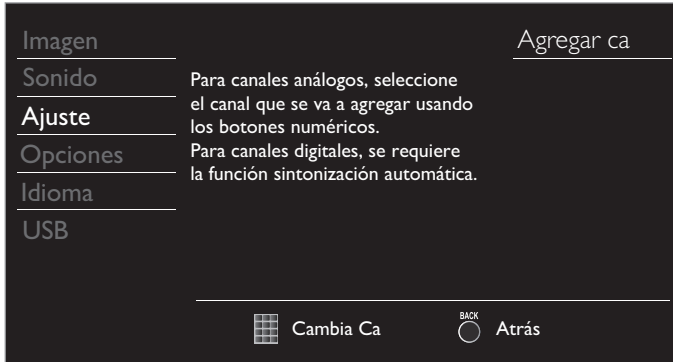 Imagen
Sonido
Ajuste
Opciones
Idioma
USB
Agregar ca
Para canales análogos, seleccione
el canal que se va a agregar usando
los botones numéricos.
Para canales digitales, se requiere
la función sintonización automática.
Cambia Ca
BACK
Atrás